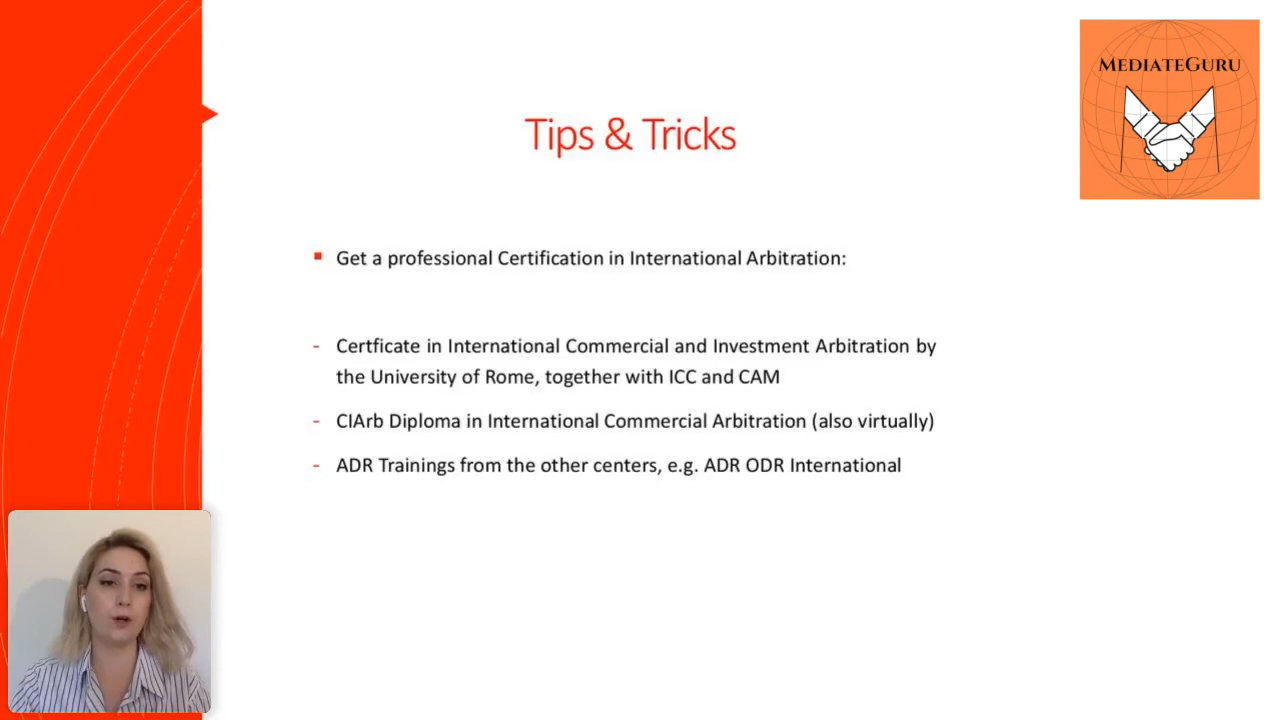 MEDIATEGURU
Tips & Tricks
Get a professional Certification in International Arbitration:
- Certficate in International Commercial and Investment Arbitration by
the University of Rome, together with ICC and CAM
- CIArb Diploma in International Commercial Arbitration (also virtually)
- ADR Trainings from the other centers, e.g. ADR ODR International